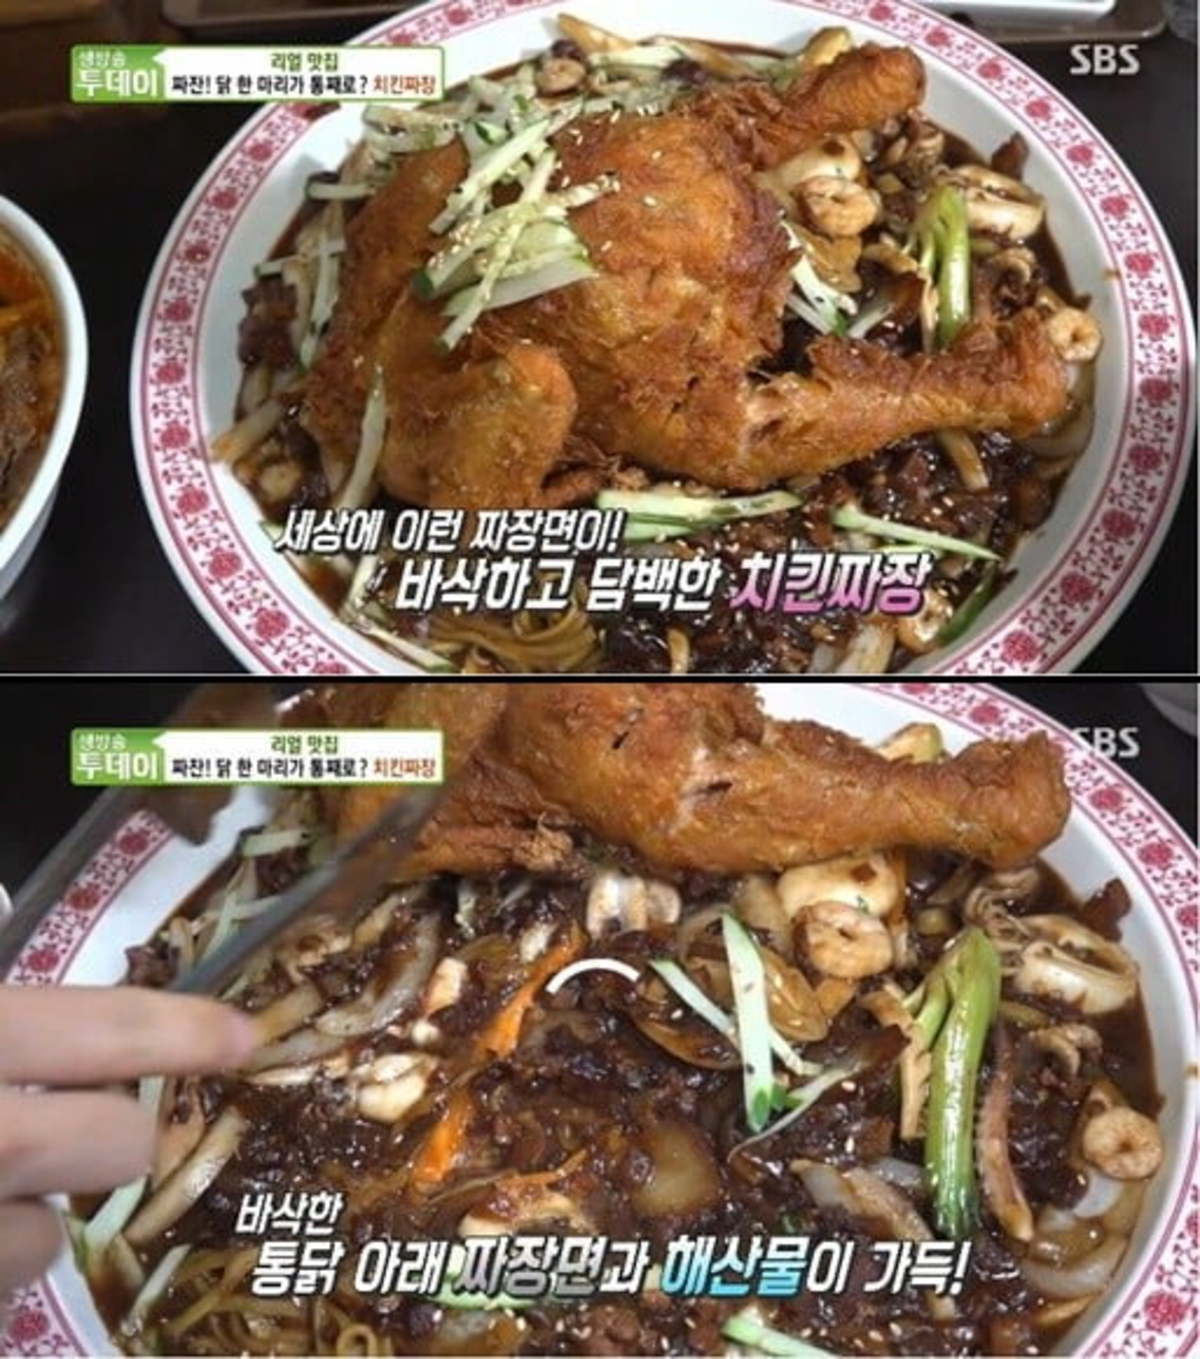 생방송
투데이
리얼 맛집
짜잔! 닭 한 마리가 통째로? 치킨짜장
SBS
세상에 이런 짜장면이!
바삭하고 담백한 치킨짜장
생방송
투데이
리얼 맛집
짜잔! 닭 한 마리가 통째로? 치킨짜장
SBS
바삭한
통닭 아래 짜장면과 해산물이 가득!